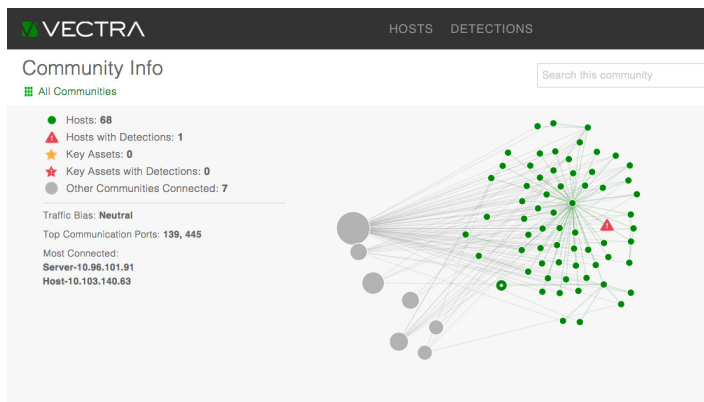 VECTRA
HOSTS DETECTIONS
Community Info
Search this community
All Communities
Hosts: 68
Hosts with Detections: 1
Key Assets: 0
Key Assets with Detections: 0
Other Communities Connected: 7
Traffic Bias: Neutral
Top Communication Ports: 139, 445
Most Connected:
Server-10.96.101.91
Host-10.103.140.63